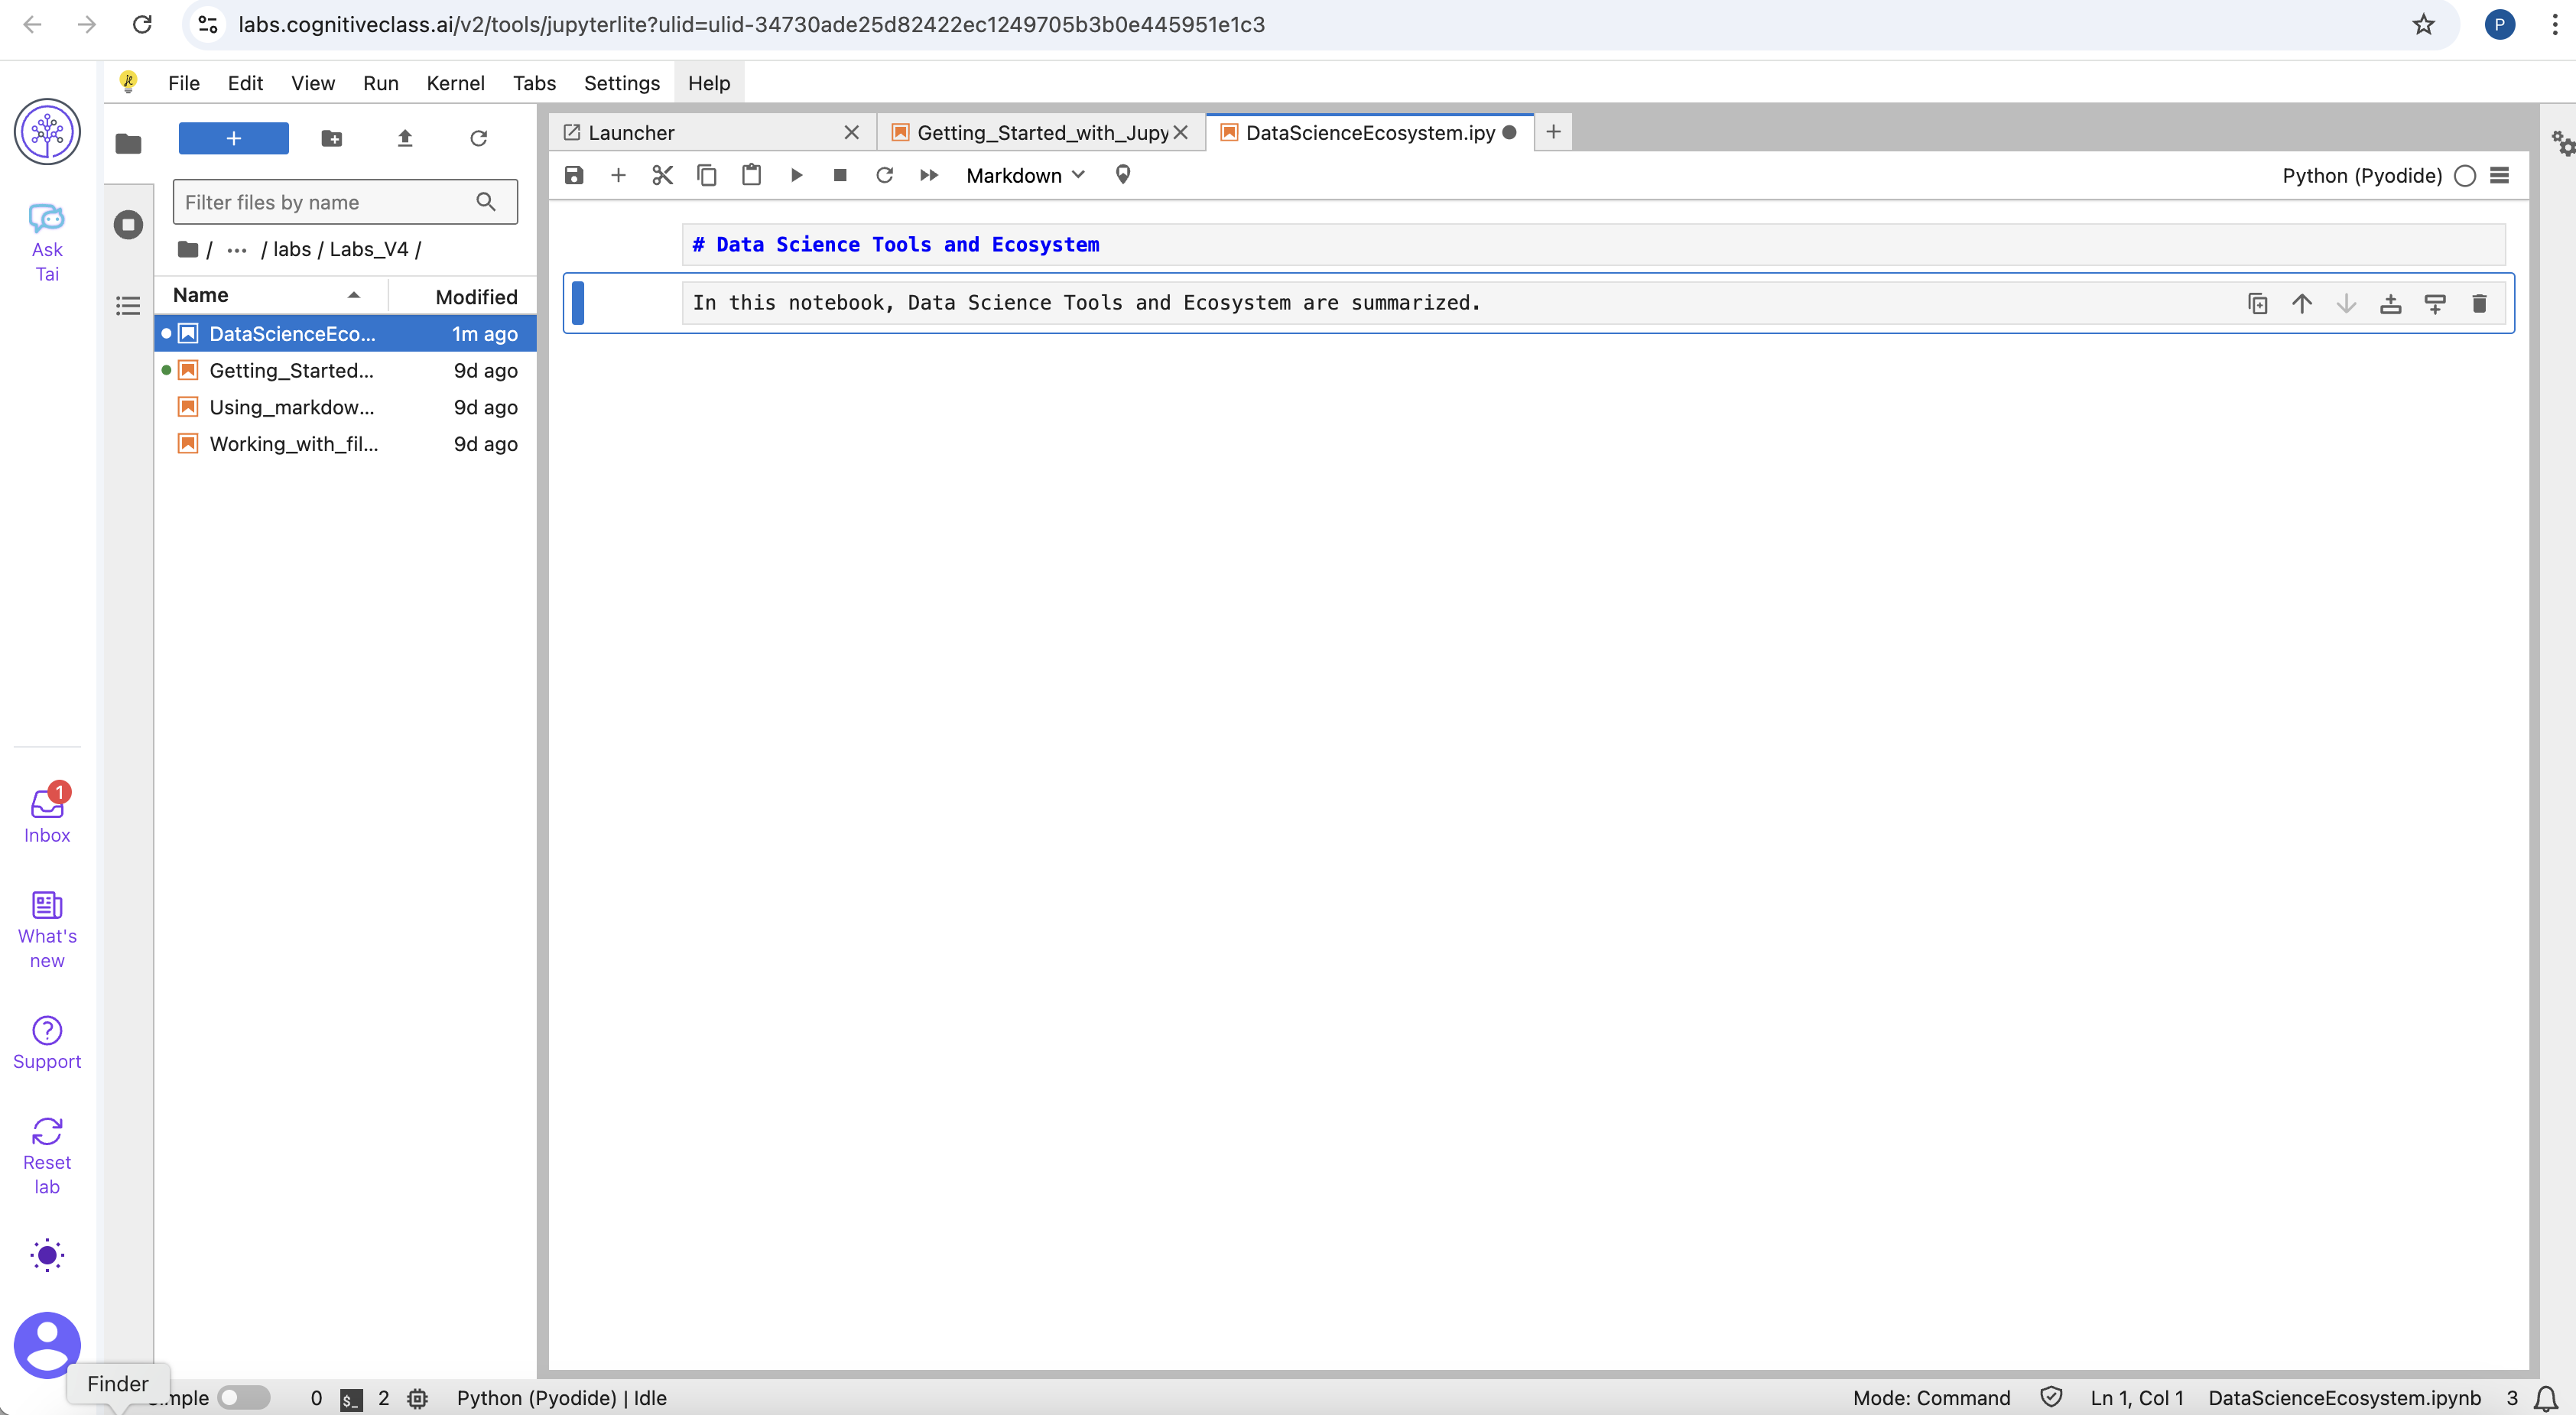 labs.cognitiveclass.ai/v2/tools/jupyterlite?ulid=ulid-34730ade25d82422ec1249705b3b0e445951e1c3
P
File Edit View Run Kernel Tabs Settings Help
Launcher
Getting_Started_with_Jupy
DataScienceEcosystem.ipy
Markdown
Python (Pyodide)
Filter files by name
/ ... / labs / Labs_V4 /
Name Modified
DataScienceEco... 1m ago
Getting_Started... 9d ago
Using_markdow... 9d ago
Working_with_fil... 9d ago
# Data Science Tools and Ecosystem
In this notebook, Data Science Tools and Ecosystem are summarized.
Ask
Tai
1
Inbox
What's
new
Support
Reset
lab
Finder
mple 0 $_ 2 Python (Pyodide) | Idle
Mode: Command Ln 1, Col 1 DataScienceEcosystem.ipynb 3